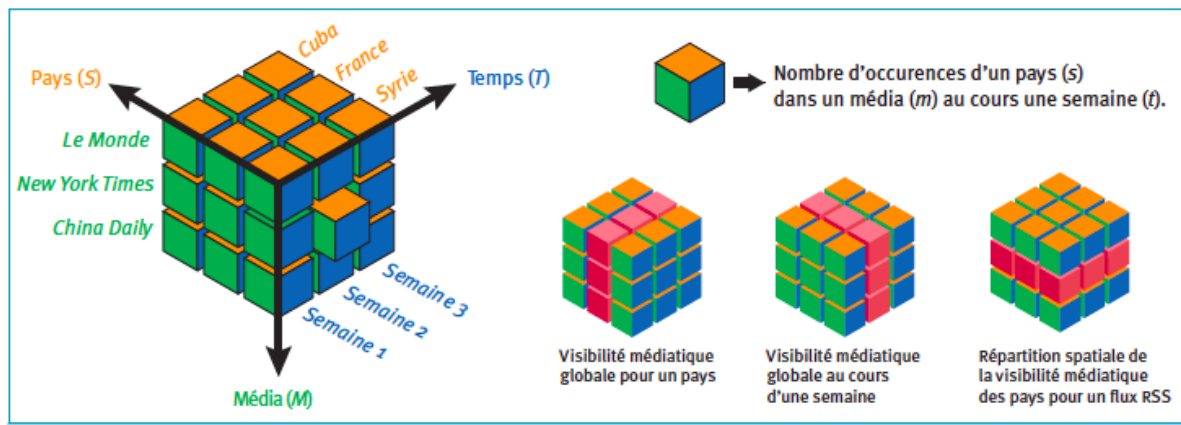 Pays (S)
Cuba
France
Syrie
Temps (T)
Le Monde
New York Times
China Daily
Semaine 3
Semaine 2
Semaine 1
Média (M)
Nombre d'occurences d'un pays (s)
dans un média (m) au cours une semaine (t).
Visibilité médiatique
globale pour un pays
Visibilité médiatique
globale au cours
d'une semaine
Répartition spatiale de
la visibilité médiatique
des pays pour un flux RSS